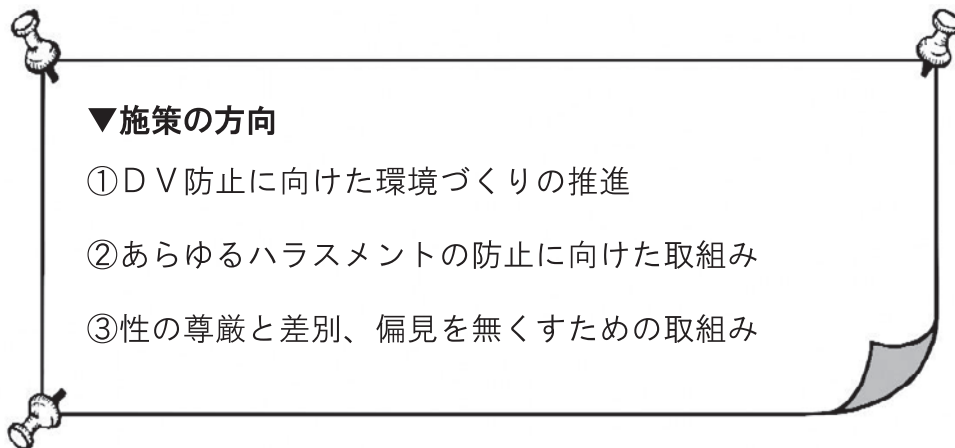 ▼施策の方向
①ＤＶ防止に向けた環境づくりの推進
②あらゆるハラスメントの防止に向けた取組み
③性の尊厳と差別、偏見を無くすための取組み